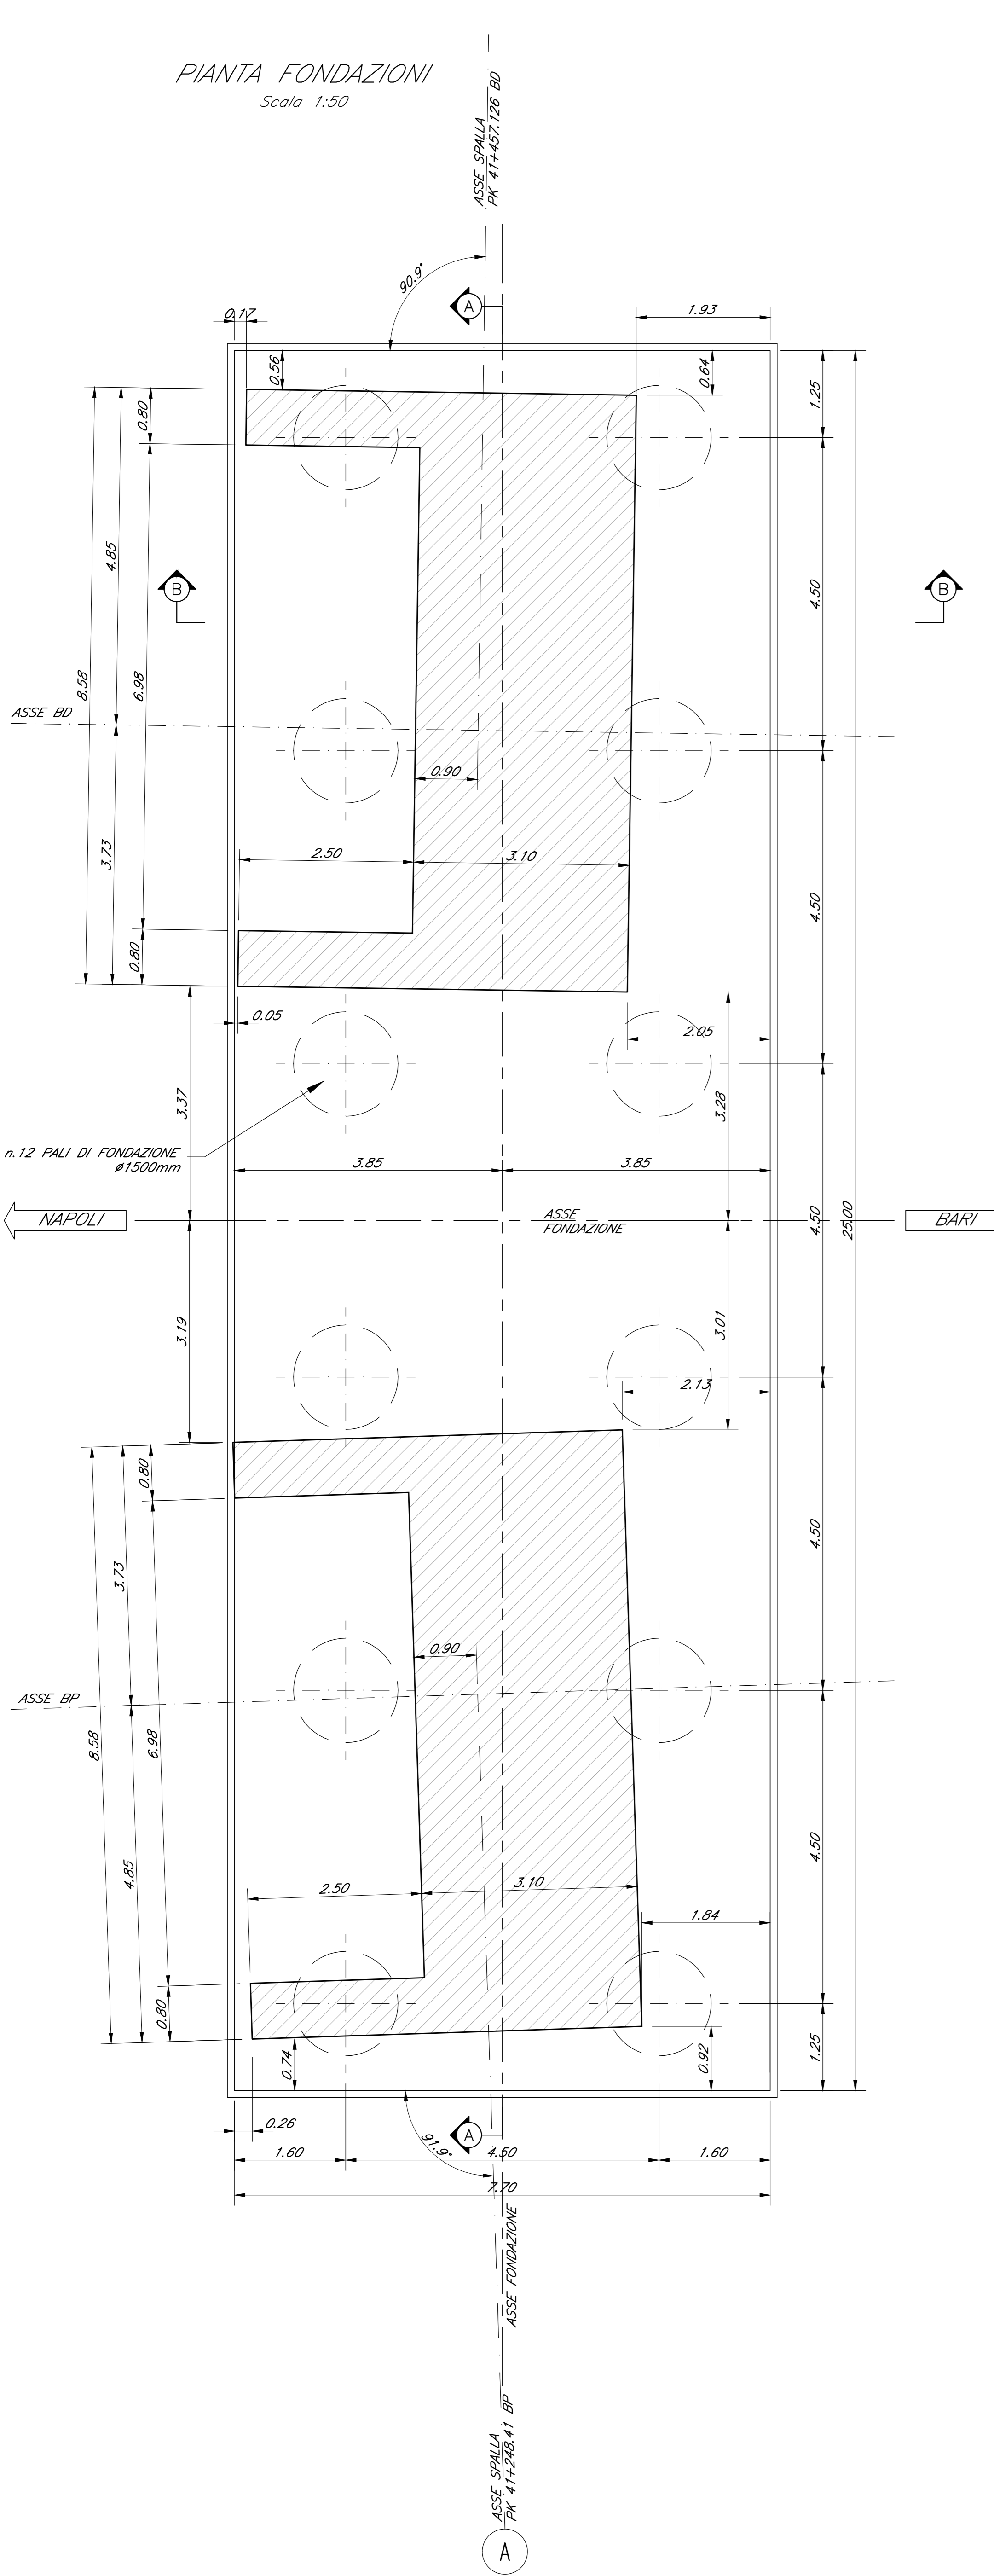 PIANTA FONDAZIONI
Scala 1:50
ASSE SPALLA
PK 41+457.126 BD
90.9°
A
0.17
1.93
0.56
0.64
1.25
0.80
4.85
8.58
6.98
4.50
B
B
ASSE BD
0.90
3.73
2.50
3.10
4.50
0.80
0.05
2.05
3.37
3.28
n.12 PALI DI FONDAZIONE
ø1500mm
3.85
3.85
NAPOLI
ASSE
FONDAZIONE
4.50
25.00
BARI
3.19
3.01
2.13
0.80
3.73
4.50
0.90
ASSE BP
8.58
6.98
4.85
4.50
2.50
3.10
1.84
0.80
0.74
0.92
1.25
0.26
A
91.9°
1.60
4.50
1.60
7.70
ASSE FONDAZIONE
ASSE SPALLA
PK 41+248.41 BP
A